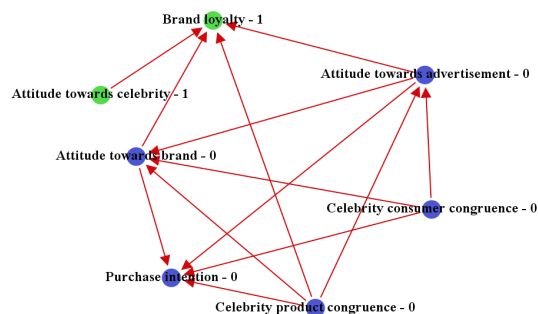 Brand loyalty - 1
Attitude towards advertisement - 0
Attitude towards celebrity - 1
Attitude towards brand - 0
Celebrity consumer congruence - 0
Purchase intention - 0
Celebrity product congruence - 0